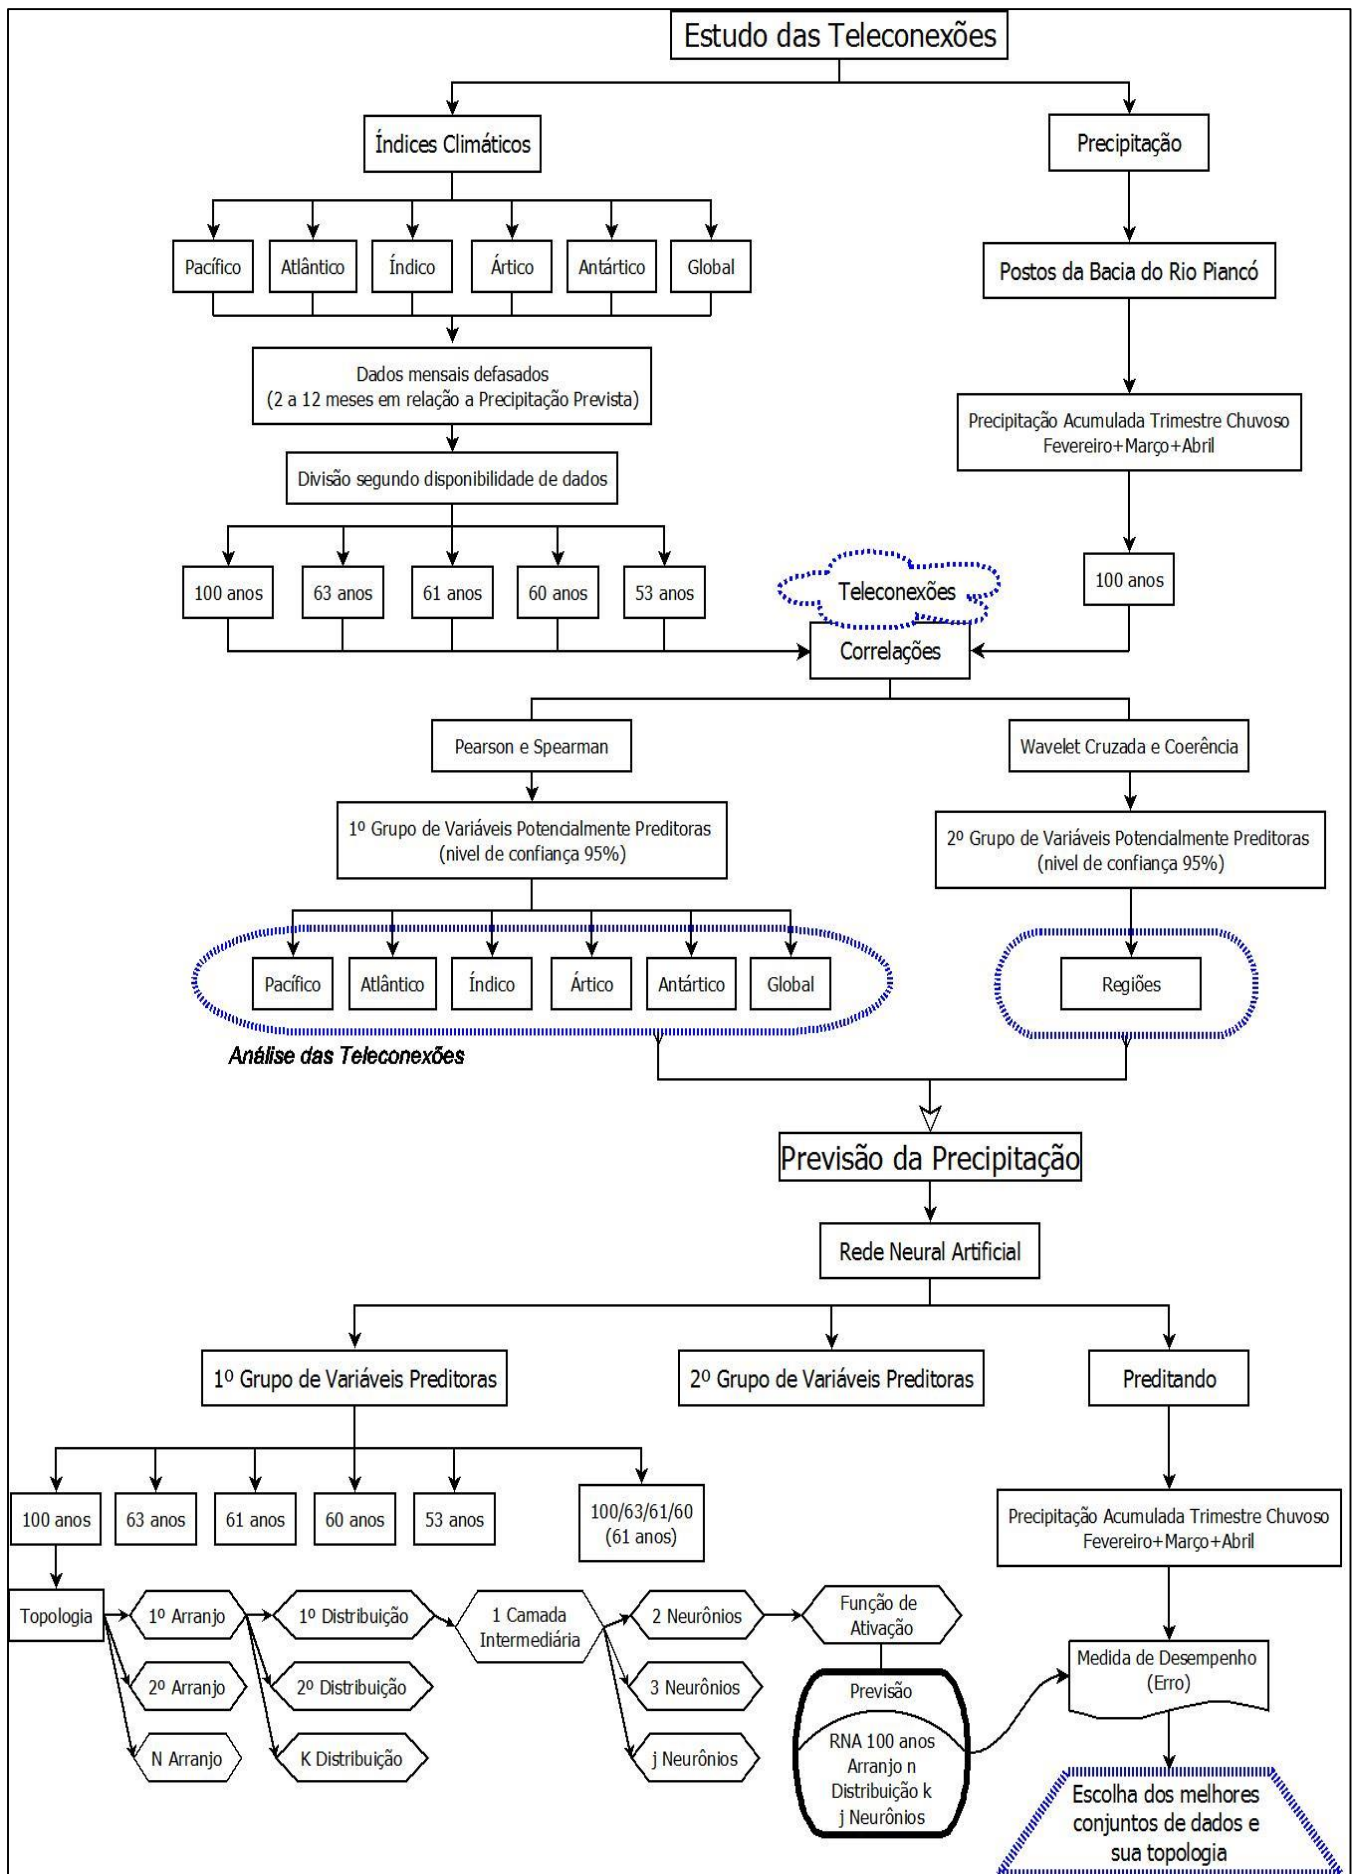 Estudo das Teleconexões
Índices Climáticos
Precipitação
Pacífico
Atlântico
Índico
Ártico
Antártico
Global
Postos da Bacia do Rio Piancó
Dados mensais defasados
(2 a 12 meses em relação a Precipitação Prevista)
Precipitação Acumulada Trimestre Chuvoso
Fevereiro+Março+Abril
Divisão segundo disponibilidade de dados
100 anos
63 anos
61 anos
60 anos
53 anos
Teleconexões
100 anos
Correlações
Pearson e Spearman
Wavelet Cruzada e Coerência
1º Grupo de Variáveis Potencialmente Preditoras
(nivel de confiança 95%)
2º Grupo de Variáveis Potencialmente Preditoras
(nivel de confiança 95%)
Pacífico
Atlântico
Índico
Ártico
Antártico
Global
Regiões
Análise das Teleconexões
Previsão da Precipitação
Rede Neural Artificial
1º Grupo de Variáveis Preditoras
2º Grupo de Variáveis Preditoras
Preditando
100 anos
63 anos
61 anos
60 anos
53 anos
100/63/61/60
(61 anos)
Precipitação Acumulada Trimestre Chuvoso
Fevereiro+Março+Abril
Topologia
1º Arranjo
1º Distribuição
1 Camada
Intermediária
2 Neurônios
Função de
Ativação
2º Arranjo
2º Distribuição
3 Neurônios
N Arranjo
K Distribuição
j Neurônios
Previsão
RNA 100 anos
Arranjo n
Distribuição k
j Neurônios
Medida de Desempenho
(Erro)
Escolha dos melhores
conjuntos de dados e
sua topologia